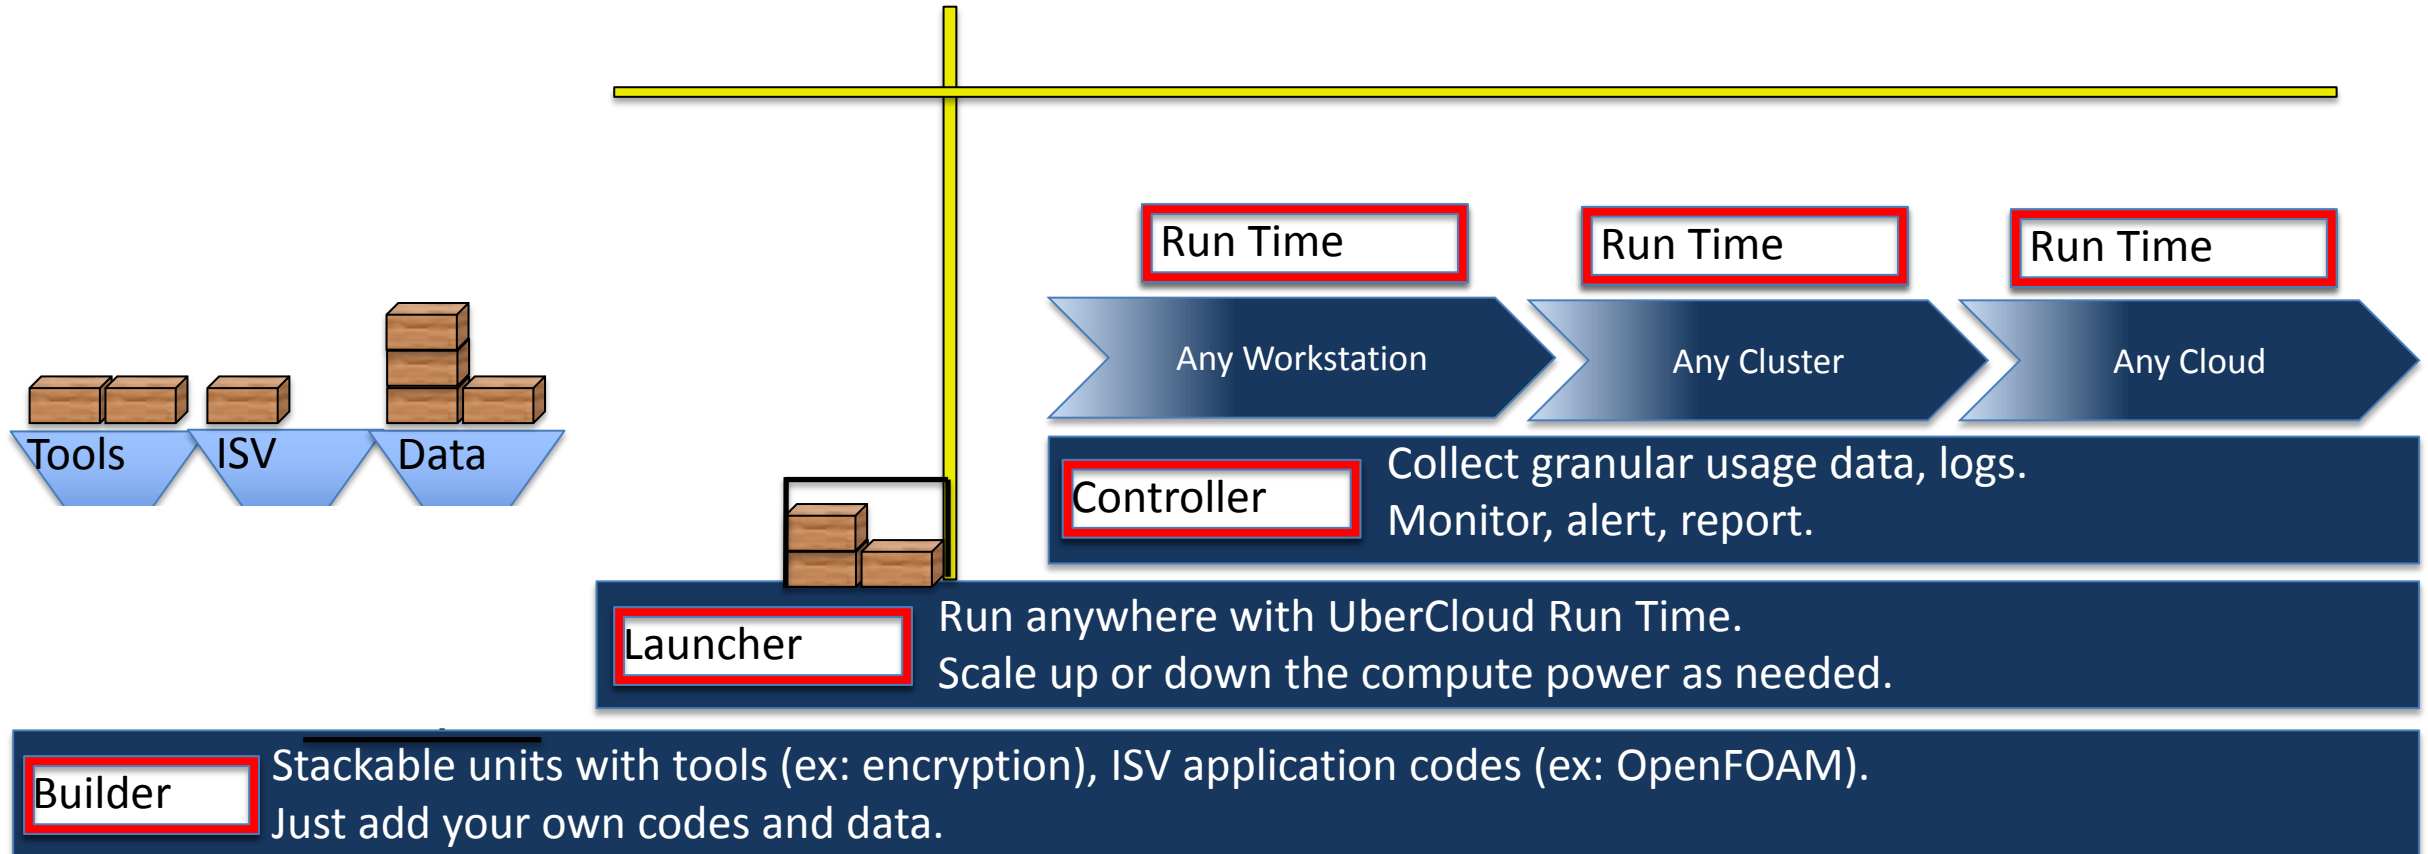 Run Time
Run Time
Run Time
Any Workstation
Any Cluster
Any Cloud
Tools
ISV
Data
Controller
Collect granular usage data, logs.
Monitor, alert, report.
Launcher
Run anywhere with UberCloud Run Time.
Scale up or down the compute power as needed.
Builder
Stackable units with tools (ex: encryption), ISV application codes (ex: OpenFOAM).
Just add your own codes and data.